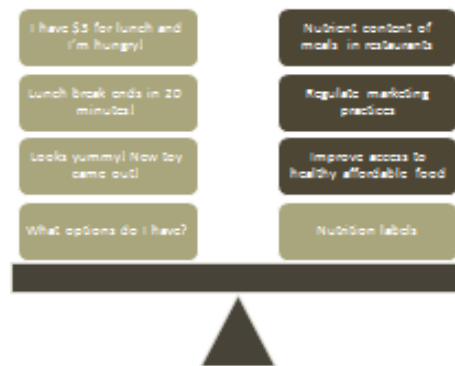 I have $3 for lunch and
I'm hungry!
Lunch break ends in 20
minutes!
Looks yummy! New toy
came out!
What options do I have?
Nutrient content of
meals in restaurants
Regulate marketing
practices
Improve access to
healthy affordable food
Nutrition labels